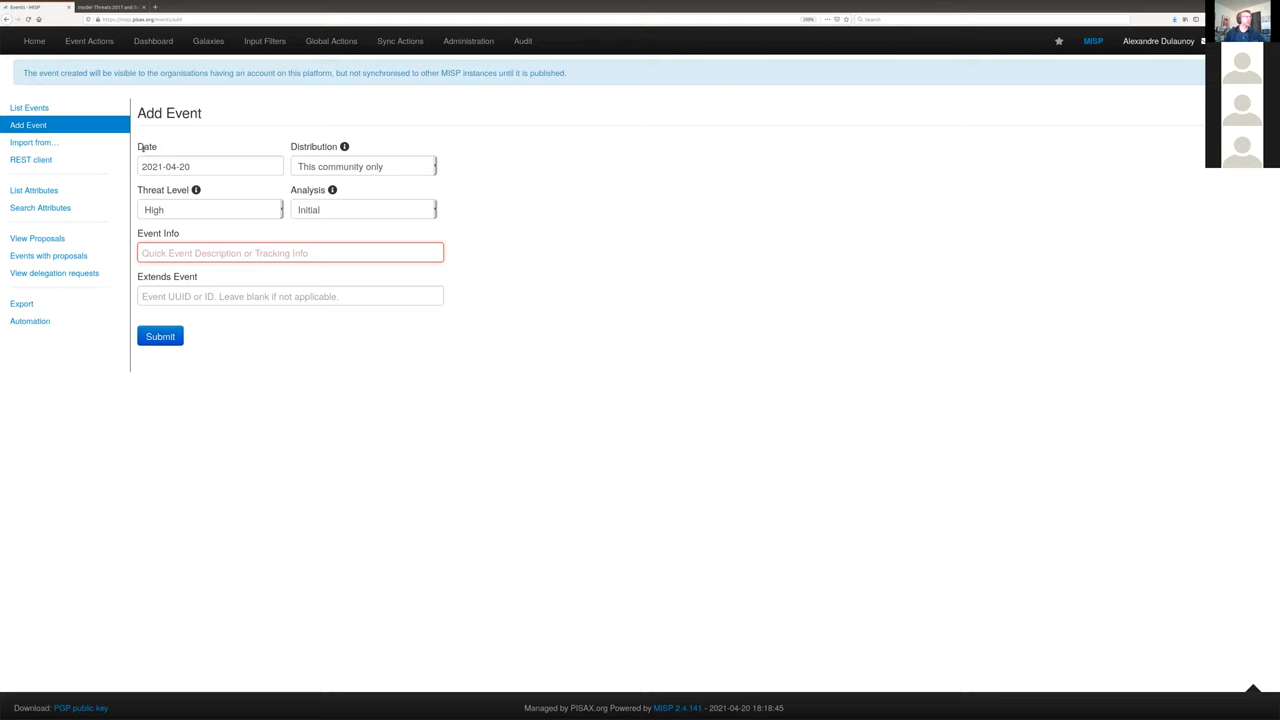 Events - MISP
Insider Threats 2017 and
https://misp.pisax.org/events/add
200%
Search
Home Event Actions Dashboard Galaxies Input Filters Global Actions Sync Actions Administration Audit
MISP Alexandre Dulaunoy
The event created will be visible to the organisations having an account on this platform, but not synchronised to other MISP instances until it is published.
List Events
Add Event
Import from…
REST client
List Attributes
Search Attributes
View Proposals
Events with proposals
View delegation requests
Export
Automation
Add Event
Date
Distribution
2021-04-20
This community only
Threat Level
Analysis
High
Initial
Event Info
Quick Event Description or Tracking Info
Extends Event
Event UUID or ID. Leave blank if not applicable.
Submit
Download: PGP public key
Managed by PISAX.org Powered by MISP 2.4.141 - 2021-04-20 18:18:45